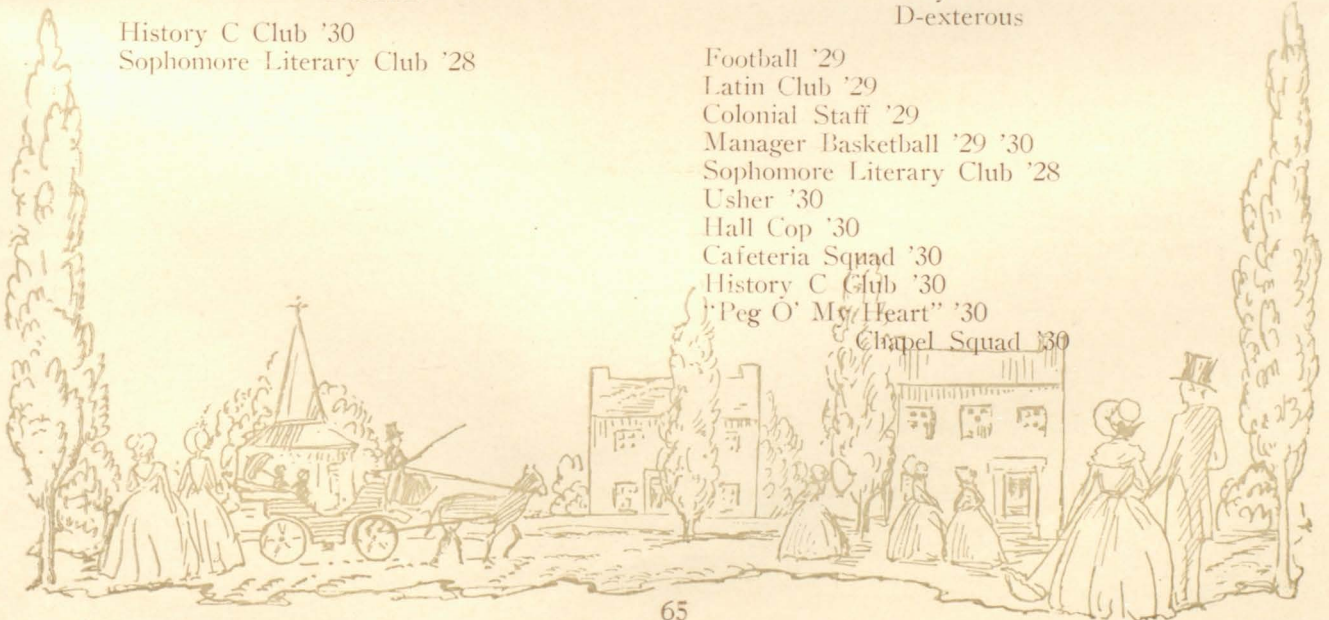 History C Club '30
Sophomore Literary Club '28
D-exterous
Football '29
Latin Club '29
Colonial Staff '29
Manager Basketball '29 '30
Sophomore Literary Club '28
Usher '30
Hall Cop '30
Cafeteria Squad '30
History C Club '30
"Peg O' My Heart" '30
Chapel Squad '30
65